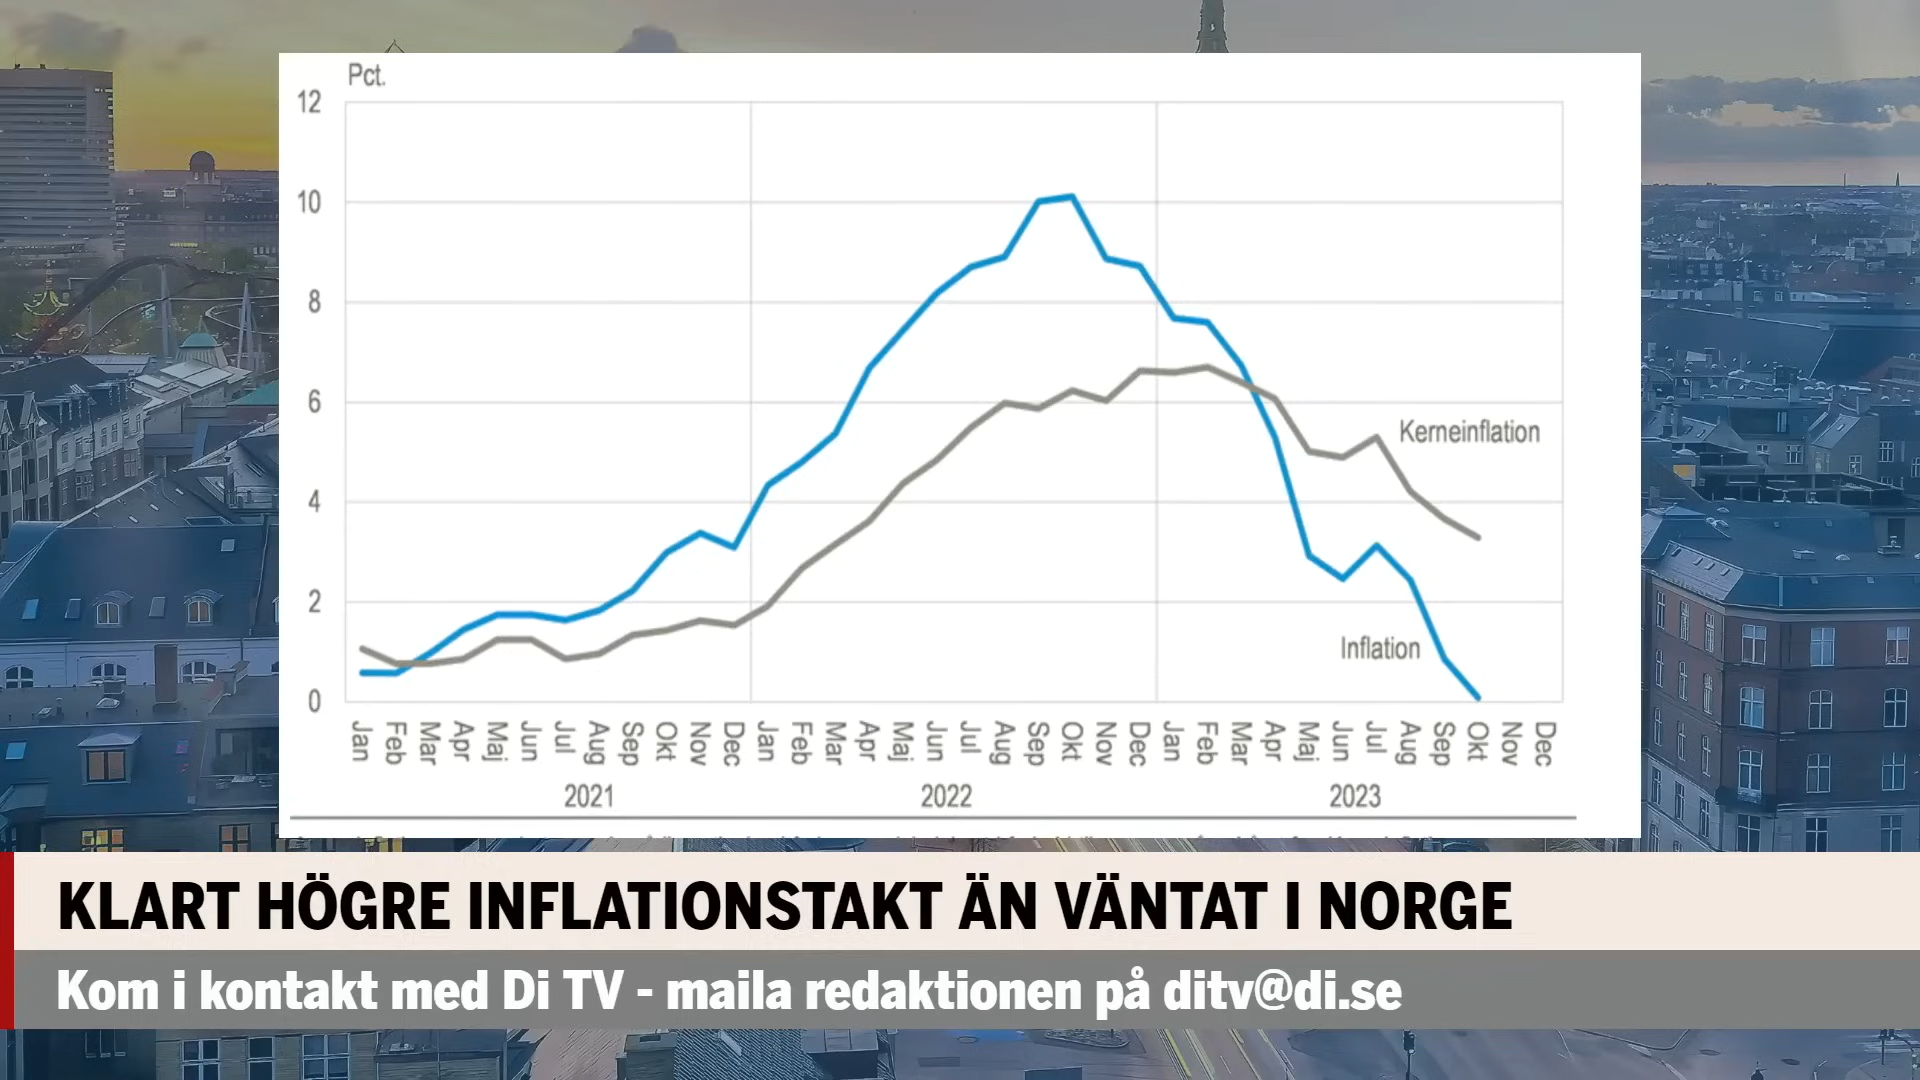 Pct.
12
10
8
6
4
2
0
Kerneinflation
Inflation
Jan Feb Mar Apr Maj Jun Jul Aug Sep Okt Nov Dec Jan Feb Mar Apr Maj Jun Jul Aug Sep Okt Nov Dec Jan Feb Mar Apr Maj Jun Jul Aug Sep Okt Nov Dec
2021 2022 2023
KLART HÖGRE INFLATIONSTAKT ÄN VÄNTAT I NORGE
Kom i kontakt med Di TV - maila redaktionen på ditv@di.se